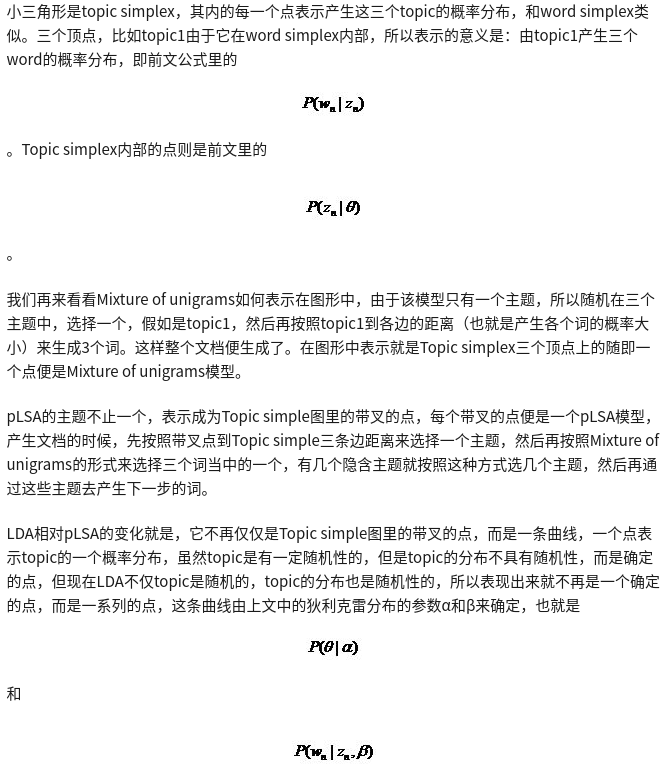 小三角形是topic simplex，其内的每一个点表示产生这三个topic的概率分布，和word simplex类
似。三个顶点，比如topic1由于它在word simplex内部，所以表示的意义是：由topic1产生三个
word的概率分布，即前文公式里的
P(wₙ|zₙ)
。Topic simplex内部的点则是前文里的
P(zₙ|θ)
。
我们再来看看Mixture of unigrams如何表示在图形中，由于该模型只有一个主题，所以随机在三个
主题中，选择一个，假如是topic1，然后再按照topic1到各边的距离（也就是产生各个词的概率大
小）来生成3个词。这样整个文档便生成了。在图形中表示就是Topic simplex三个顶点上的随即一
个点便是Mixture of unigrams模型。
pLSA的主题不止一个，表示成为Topic simple图里的带叉的点，每个带叉的点便是一个pLSA模型，
产生文档的时候，先按照带叉点到Topic simple三条边距离来选择一个主题，然后再按照Mixture of
unigrams的形式来选择三个词当中的一个，有几个隐含主题就按照这种方式选几个主题，然后再通
过这些主题去产生下一步的词。
LDA相对pLSA的变化就是，它不再仅仅是Topic simple图里的带叉的点，而是一条曲线，一个点表
示topic的一个概率分布，虽然topic是有一定随机性的，但是topic的分布不具有随机性，而是确定
的点，但现在LDA不仅topic是随机的，topic的分布也是随机性的，所以表现出来就不再是一个确定
的点，而是一系列的点，这条曲线由上文中的狄利克雷分布的参数α和β来确定，也就是
P(θ|α)
和
P(wₙ|zₙ,β)